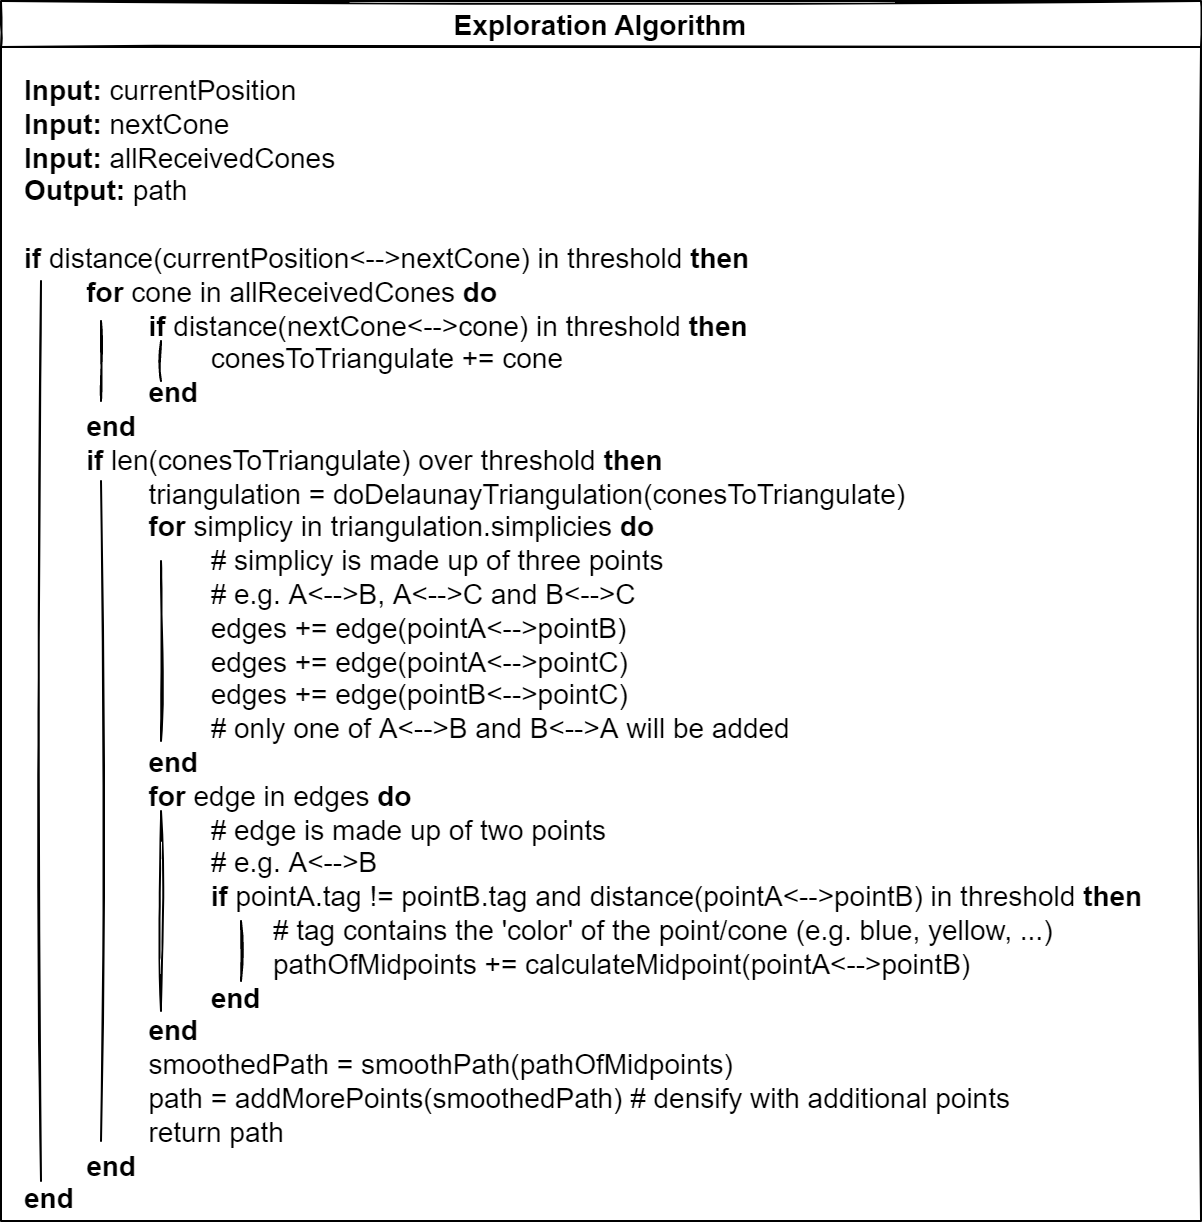 Exploration Algorithm
Input: currentPosition
Input: nextCone
Input: allReceivedCones
Output: path
if distance(currentPosition<-->nextCone) in threshold then
for cone in allReceivedCones do
if distance(nextCone<-->cone) in threshold then
conesToTriangulate += cone
end
end
if len(conesToTriangulate) over threshold then
triangulation = doDelaunayTriangulation(conesToTriangulate)
for simplicy in triangulation.simplicies do
# simplicy is made up of three points
# e.g. A<-->B, A<-->C and B<-->C
edges += edge(pointA<-->pointB)
edges += edge(pointA<-->pointC)
edges += edge(pointB<-->pointC)
# only one of A<-->B and B<-->A will be added
end
for edge in edges do
# edge is made up of two points
# e.g. A<-->B
if pointA.tag != pointB.tag and distance(pointA<-->pointB) in threshold then
# tag contains the 'color' of the point/cone (e.g. blue, yellow, ...)
pathOfMidpoints += calculateMidpoint(pointA<-->pointB)
end
end
smoothedPath = smoothPath(pathOfMidpoints)
path = addMorePoints(smoothedPath) # densify with additional points
return path
end
end